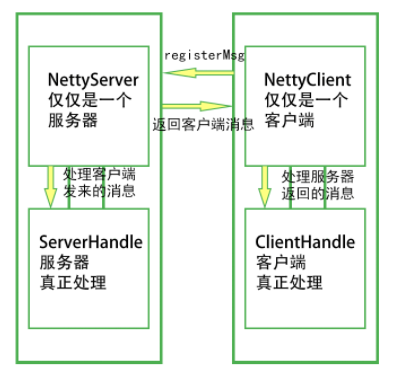 registerMsg
NettyServer
仅仅是一个
服务器
NettyClient
仅仅是一个
客户端
返回客户端消息
处理客户端
发来的消息
处理服务器
返回的消息
ServerHandle
服务器
真正处理
ClientHandle
客户端
真正处理